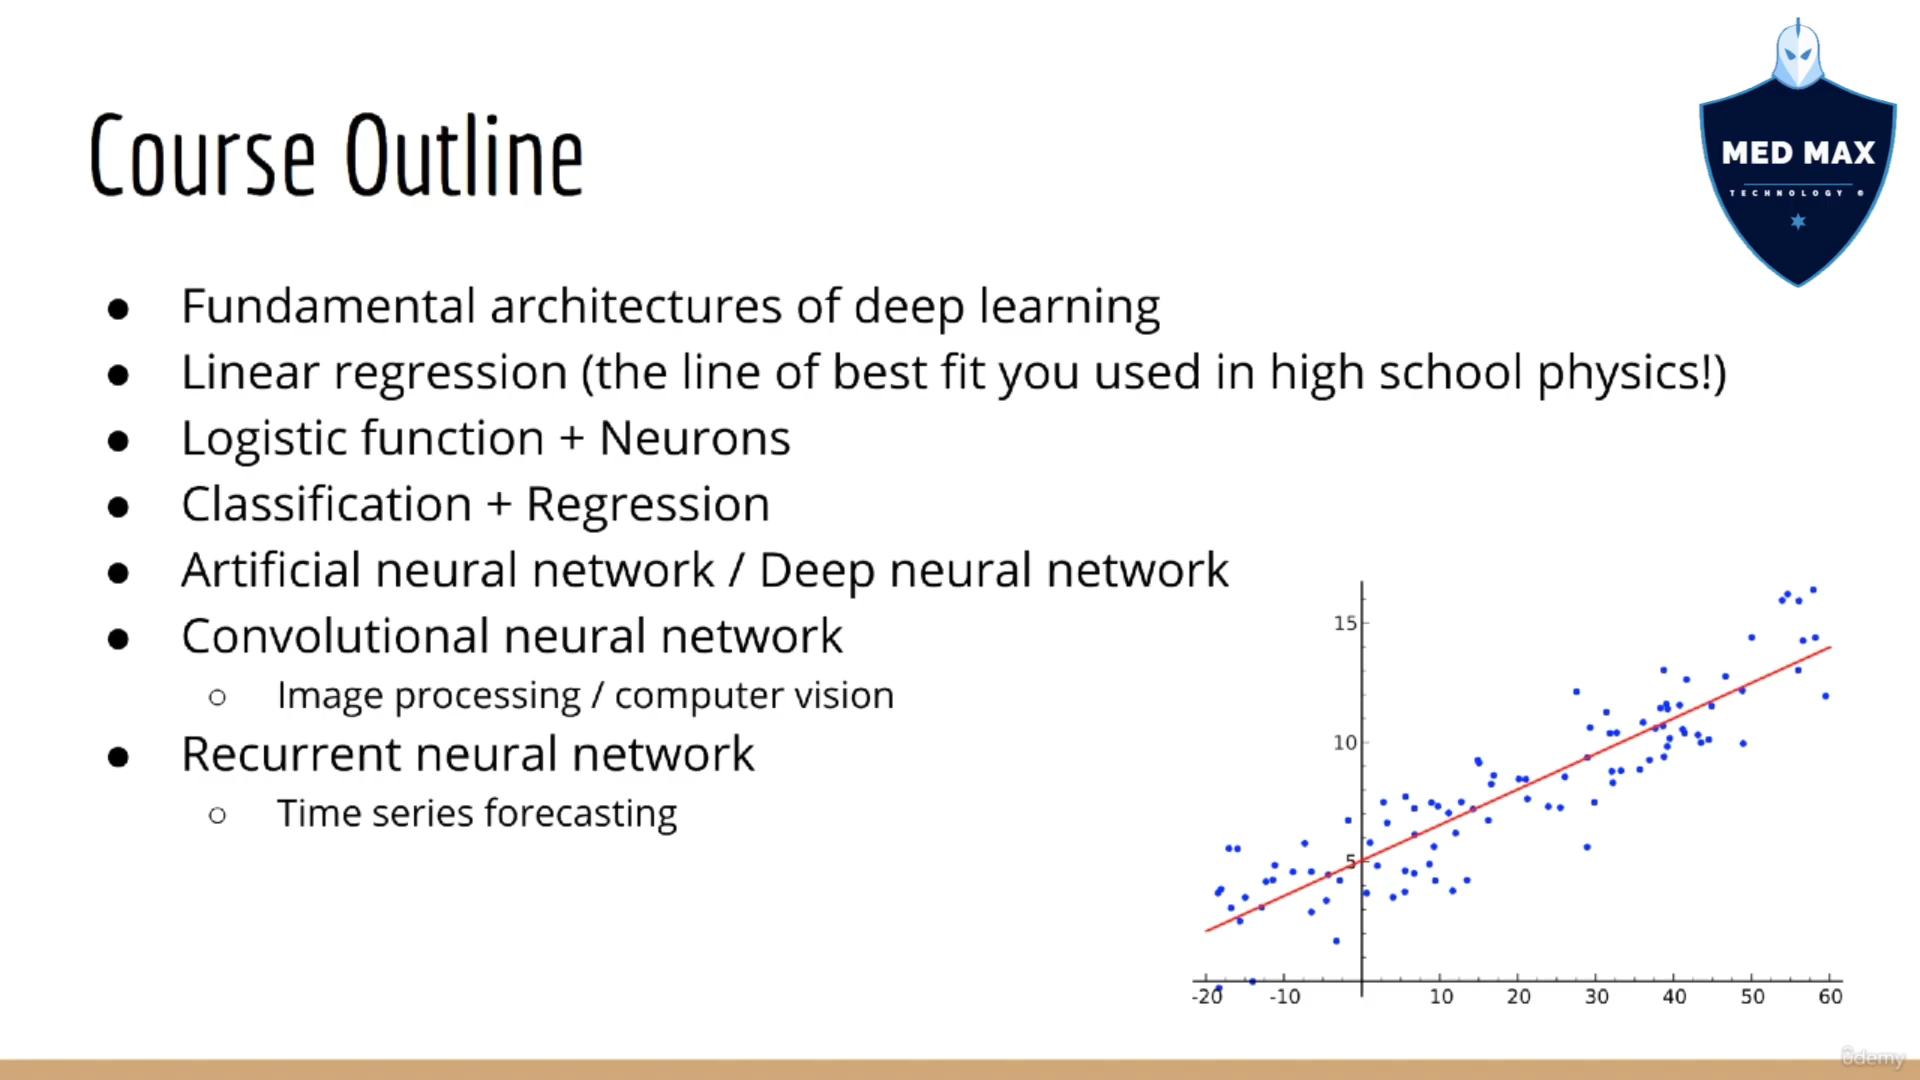 MED MAX
TECHNOLOGY ®
Course Outline
● Fundamental architectures of deep learning
● Linear regression (the line of best fit you used in high school physics!)
● Logistic function + Neurons
● Classification + Regression
● Artificial neural network / Deep neural network
● Convolutional neural network
○ Image processing / computer vision
● Recurrent neural network
○ Time series forecasting
15
10
5
-20 -10 10 20 30 40 50 60
udemy